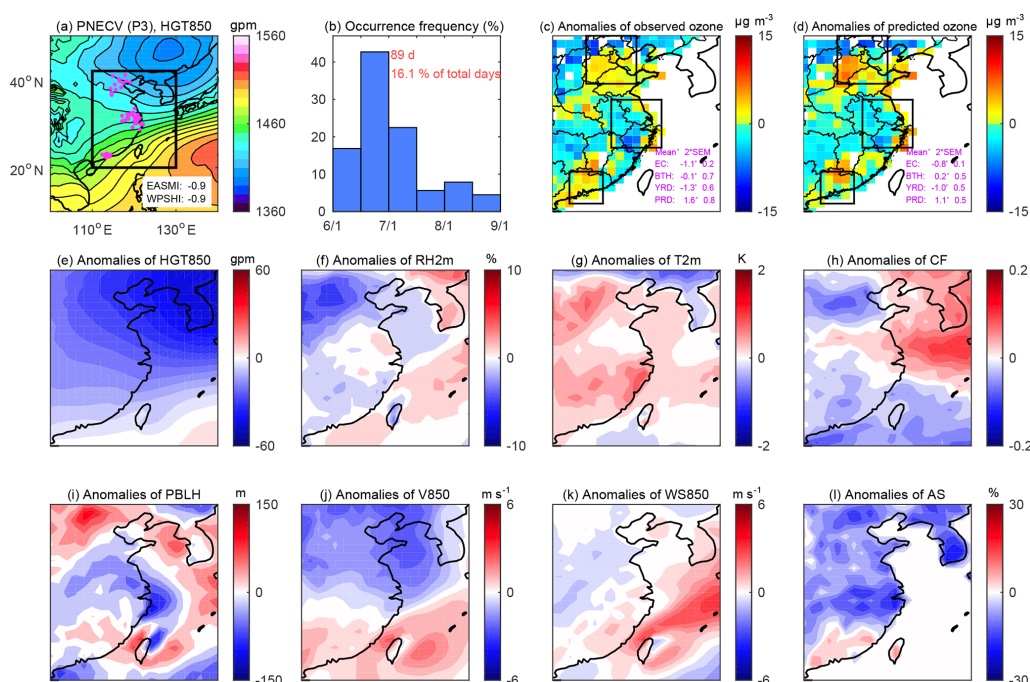 (a) PNECV (P3), HGT850
gpm
1560
1460
1360
40° N
20° N
110° E
130° E
EASMI: -0.9
WPSHI: -0.9
(b) Occurrence frequency (%)
89 d
16.1 % of total days
40
30
20
10
0
6/1
7/1
8/1
9/1
(c) Anomalies of observed ozone
µg m-3
15
0
-15
Mean' 2*SEM
EC: -1.1' 0.2
BTH: -0.1' 0.7
YRD: -1.3' 0.6
PRD: 1.6' 0.8
(d) Anomalies of predicted ozone
µg m-3
15
0
-15
Mean' 2*SEM
EC: -0.8' 0.1
BTH: 0.2' 0.5
YRD: -1.0' 0.5
PRD: 1.1' 0.5
(e) Anomalies of HGT850
gpm
60
0
-60
(f) Anomalies of RH2m
%
10
0
-10
(g) Anomalies of T2m
K
2
0
-2
(h) Anomalies of CF
0.2
0
-0.2
(i) Anomalies of PBLH
m
150
0
-150
(j) Anomalies of V850
m s-1
6
0
-6
(k) Anomalies of WS850
m s-1
6
0
-6
(l) Anomalies of AS
%
30
0
-30